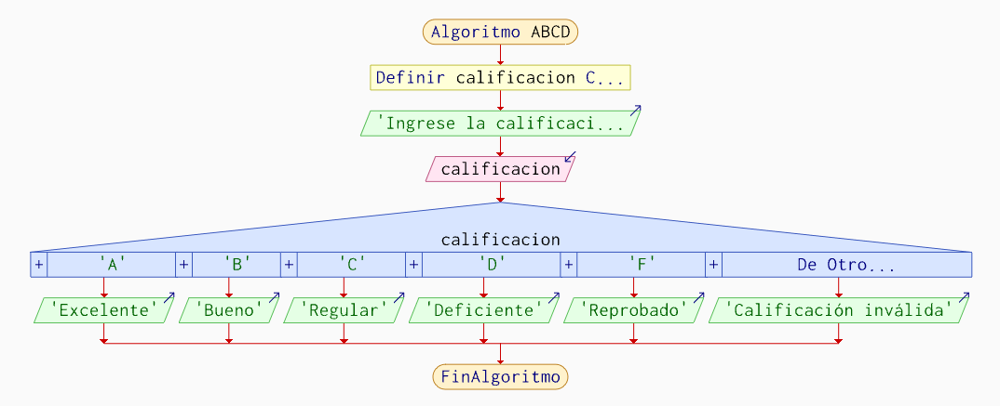 Algoritmo ABCD
Definir calificacion C...
'Ingrese la calificaci...
calificacion
calificacion
+ 'A' + 'B' + 'C' + 'D' + 'F' + De Otro...
'Excelente' 'Bueno' 'Regular' 'Deficiente' 'Reprobado' 'Calificación inválida'
FinAlgoritmo